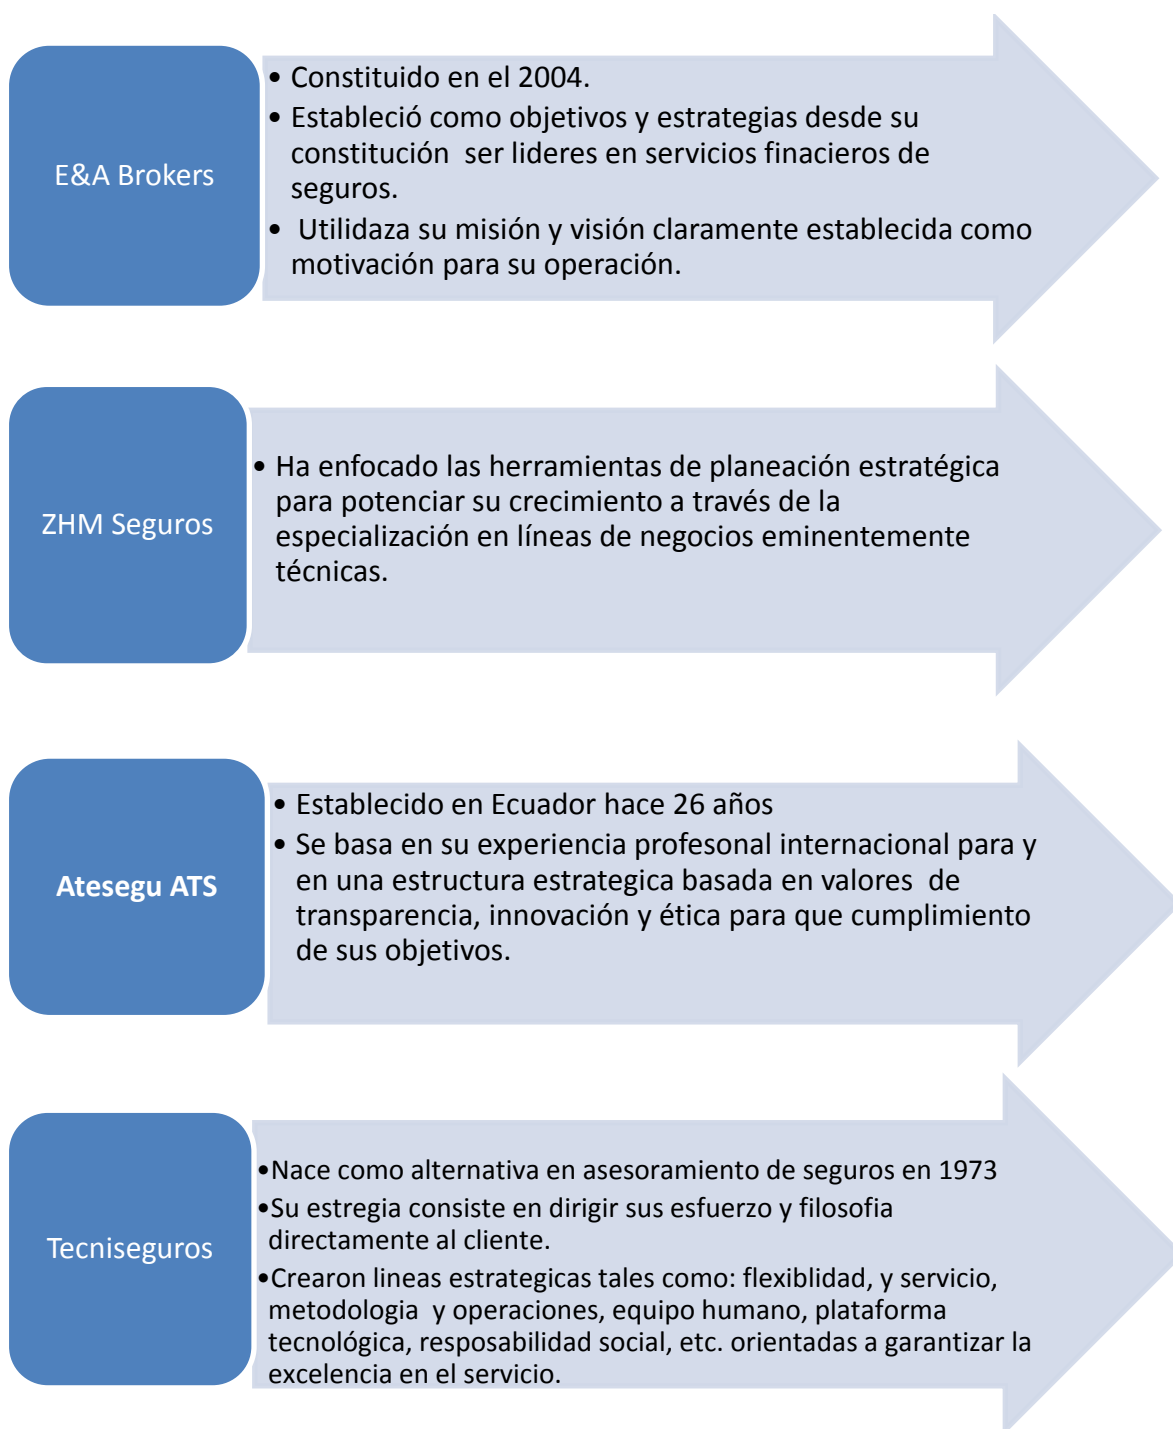 E&A Brokers
• Constituido en el 2004.
• Estableció como objetivos y estrategias desde su
constitución  ser lideres en servicios finacieros de
seguros.
•  Utilidaza su misión y visión claramente establecida como
motivación para su operación.
ZHM Seguros
• Ha enfocado las herramientas de planeación estratégica
para potenciar su crecimiento a través de la
especialización en líneas de negocios eminentemente
técnicas.
Atesegu ATS
• Establecido en Ecuador hace 26 años
• Se basa en su experiencia profesonal internacional para y
en una estructura estrategica basada en valores  de
transparencia, innovación y ética para que cumplimiento
de sus objetivos.
Tecniseguros
•Nace como alternativa en asesoramiento de seguros en 1973
•Su estregia consiste en dirigir sus esfuerzo y filosofia
directamente al cliente.
•Crearon lineas estrategicas tales como: flexiblidad, y servicio,
metodologia  y operaciones, equipo humano, plataforma
tecnológica, resposabilidad social, etc. orientadas a garantizar la
excelencia en el servicio.